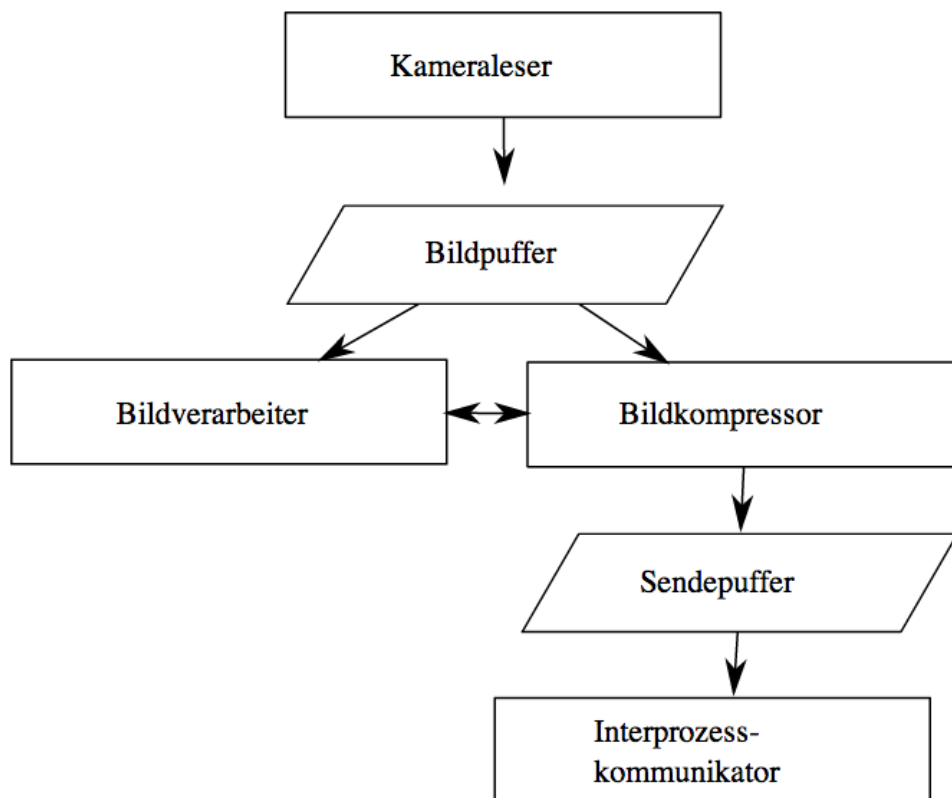 Kameraleser
Bildpuffer
Bildverarbeiter
Bildkompressor
Sendepuffer
Interprozess-
kommunikator